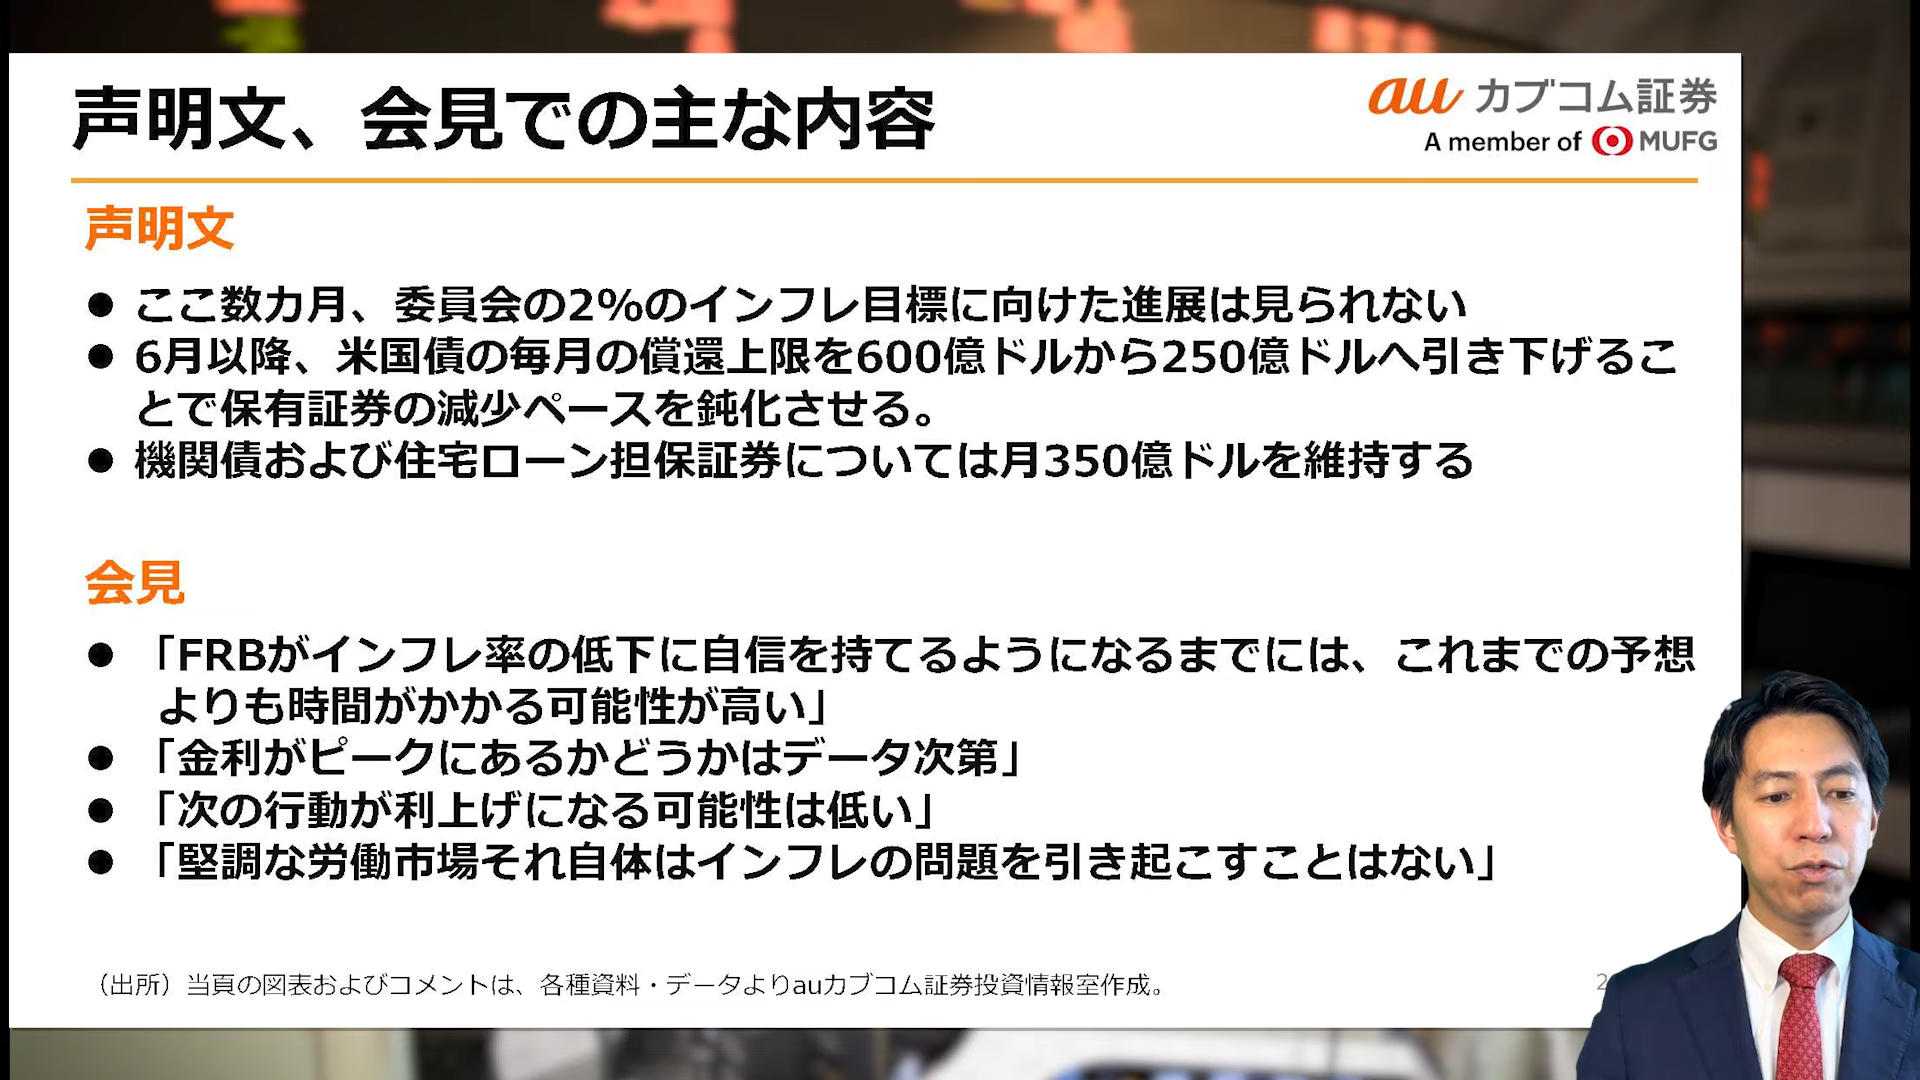 声明文、会見での主な内容
au カブコム証券
A member of MUFG
声明文
● ここ数カ月、委員会の2%のインフレ目標に向けた進展は見られない
● 6月以降、米国債の毎月の償還上限を600億ドルから250億ドルへ引き下げるこ
とで保有証券の減少ペースを鈍化させる。
● 機関債および住宅ローン担保証券については月350億ドルを維持する
会見
● 「FRBがインフレ率の低下に自信を持てるようになるまでには、これまでの予想
よりも時間がかかる可能性が高い」
● 「金利がピークにあるかどうかはデータ次第」
● 「次の行動が利上げになる可能性は低い」
● 「堅調な労働市場それ自体はインフレの問題を引き起こすことはない」
（出所）当頁の図表およびコメントは、各種資料・データよりauカブコム証券投資情報室作成。